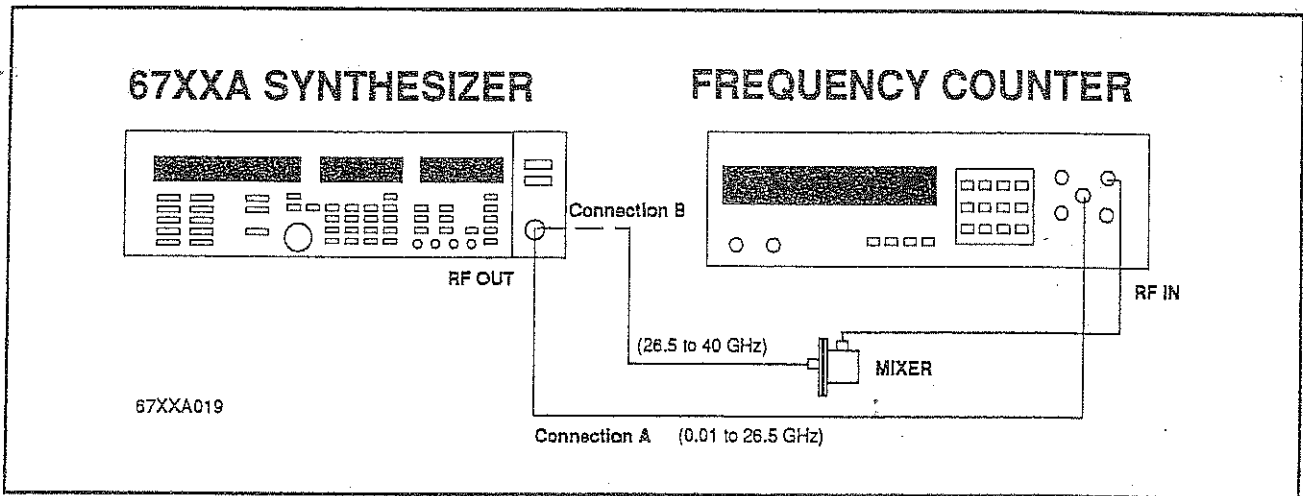 67XXA SYNTHESIZER
FREQUENCY COUNTER
Connection B
RF OUT
RF IN
(26.5 to 40 GHz)
MIXER
67XXA019
Connection A (0.01 to 26.5 GHz)